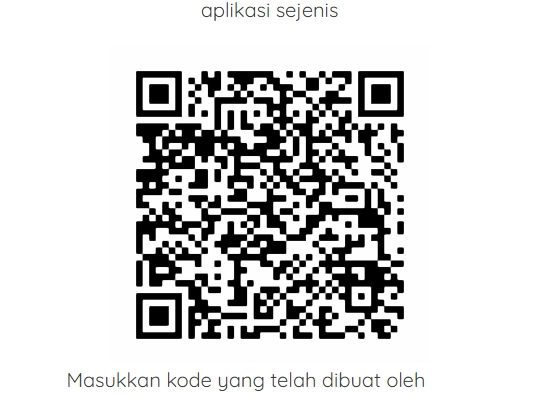 aplikasi sejenis
Masukkan kode yang telah dibuat oleh